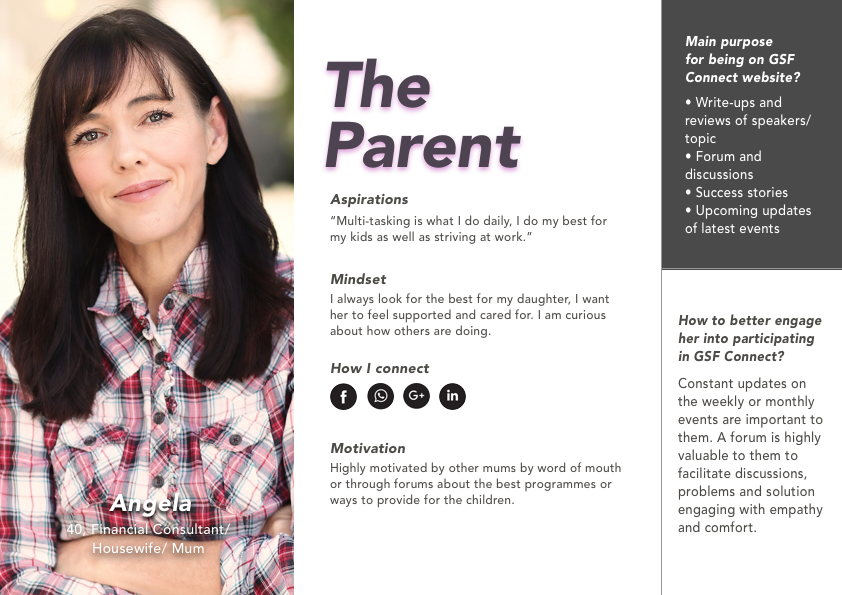 The
Parent
Aspirations
“Multi-tasking is what I do daily, I do my best for
my kids as well as striving at work.”
Mindset
I always look for the best for my daughter, I want
her to feel supported and cared for. I am curious
about how others are doing.
How I connect
f G+ in
Motivation
Highly motivated by other mums by word of mouth
or through forums about the best programmes or
ways to provide for the children.
Angela
40, Financial Consultant/
Housewife/ Mum
Main purpose
for being on GSF
Connect website?
• Write-ups and
reviews of speakers/
topic
• Forum and
discussions
• Success stories
• Upcoming updates
of latest events
How to better engage
her into participating
in GSF Connect?
Constant updates on
the weekly or monthly
events are important to
them. A forum is highly
valuable to them to
facilitate discussions,
problems and solution
engaging with empathy
and comfort.